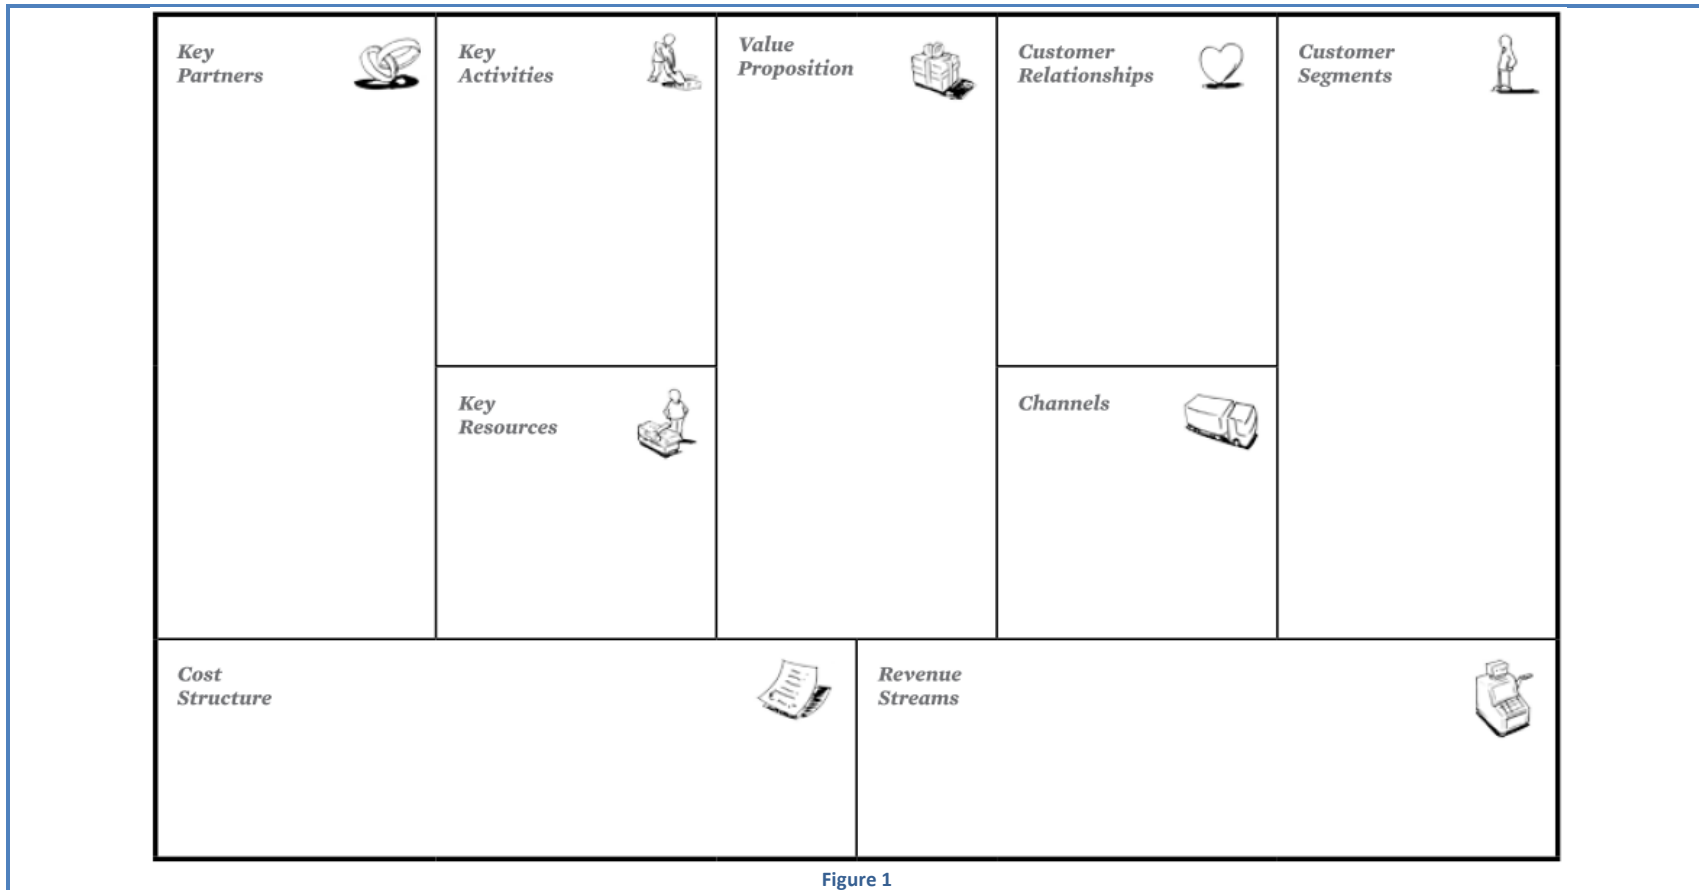 Key
Partners
Key
Activities
Value
Proposition
Customer
Relationships
Customer
Segments
Key
Resources
Channels
Cost
Structure
Revenue
Streams
Figure 1